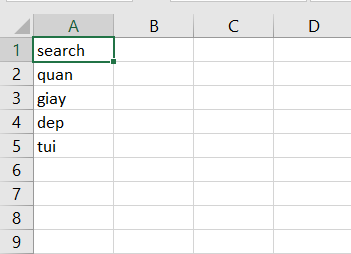 A B C D
1 search
2 quan
3 giay
4 dep
5 tui
6
7
8
9